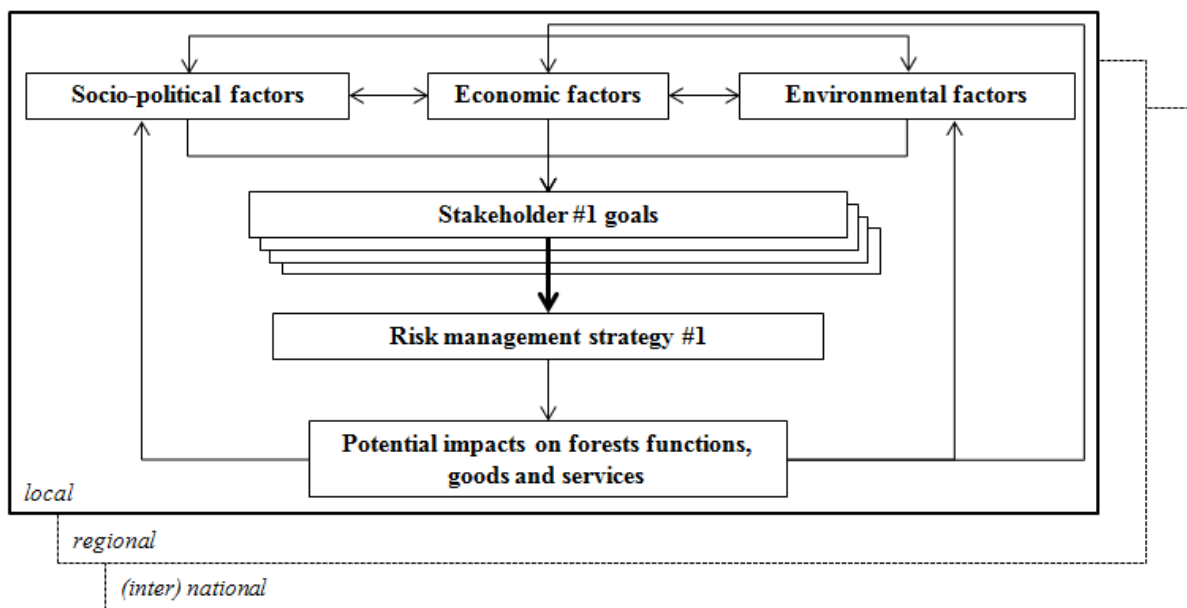 Socio-political factors
Economic factors
Environmental factors
Stakeholder #1 goals
Risk management strategy #1
Potential impacts on forests functions,
goods and services
local
regional
(inter) national